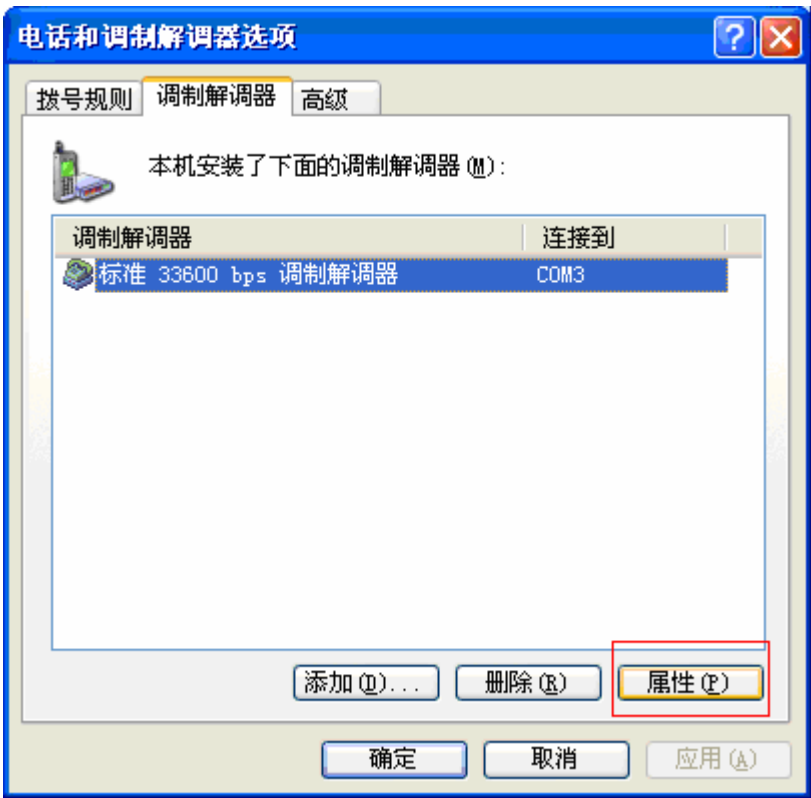 电话和调制解调器选项
拨号规则 调制解调器 高级
本机安装了下面的调制解调器(M):
调制解调器 连接到
标准 33600 bps 调制解调器 COM3
添加(D)... 删除(R) 属性(P)
确定 取消 应用(A)